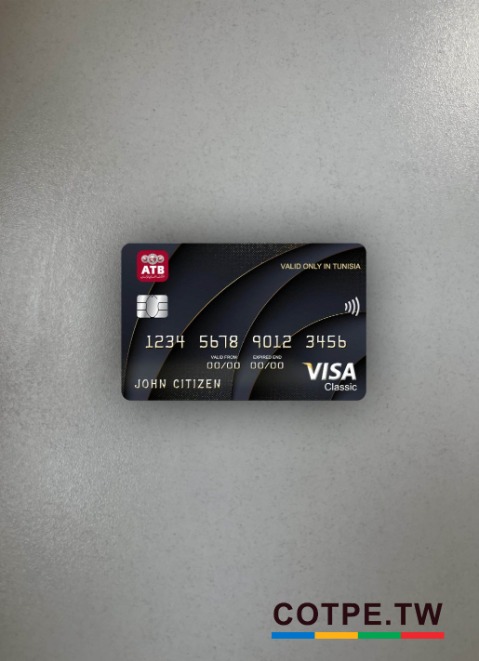 ATB
VALID ONLY IN TUNISIA
1234 5678 9012 3456
VALID FROM EXPIRED END
00/00 00/00
JOHN CITIZEN
VISA
Classic
COTPE.TW